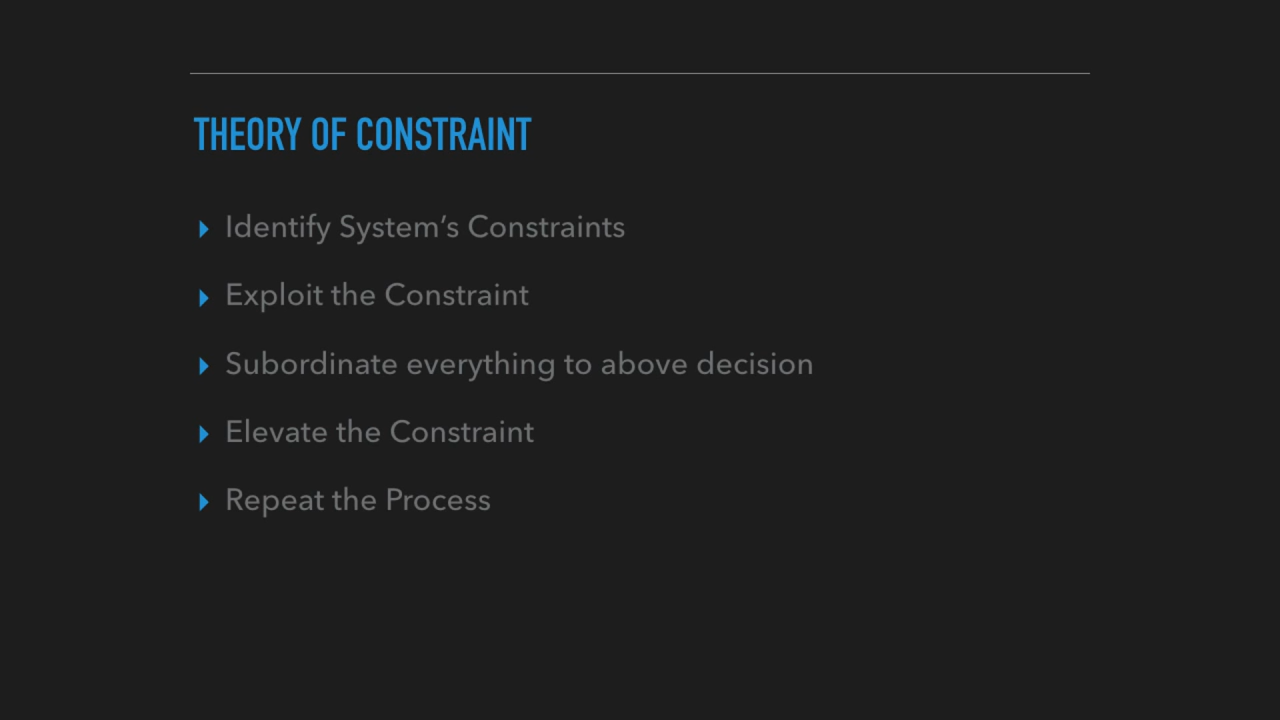 THEORY OF CONSTRAINT
Identify System’s Constraints
Exploit the Constraint
Subordinate everything to above decision
Elevate the Constraint
Repeat the Process